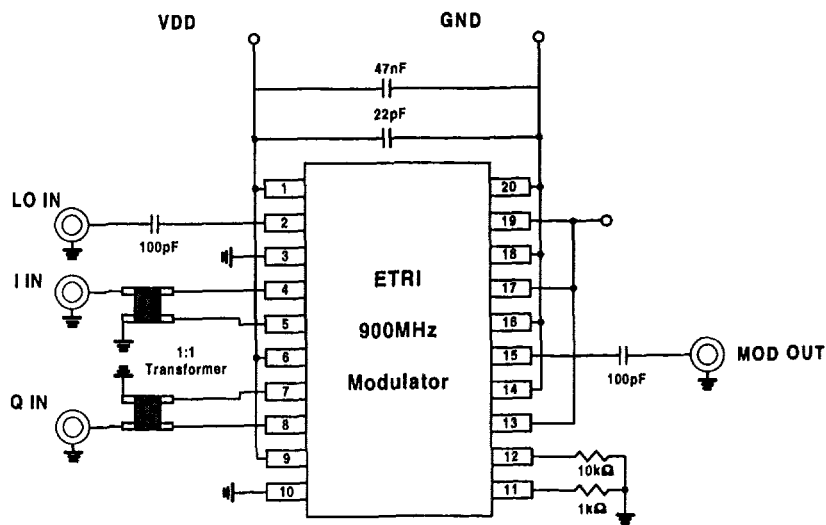 VDD
GND
47nF
22pF
1
20
LO IN
2
19
100pF
3
18
I IN
4
ETRI
17
5
900MHz
16
1:1
Transformer
6
15
MOD OUT
100pF
Modulator
7
14
Q IN
8
13
9
12
10kΩ
10
11
1kΩ